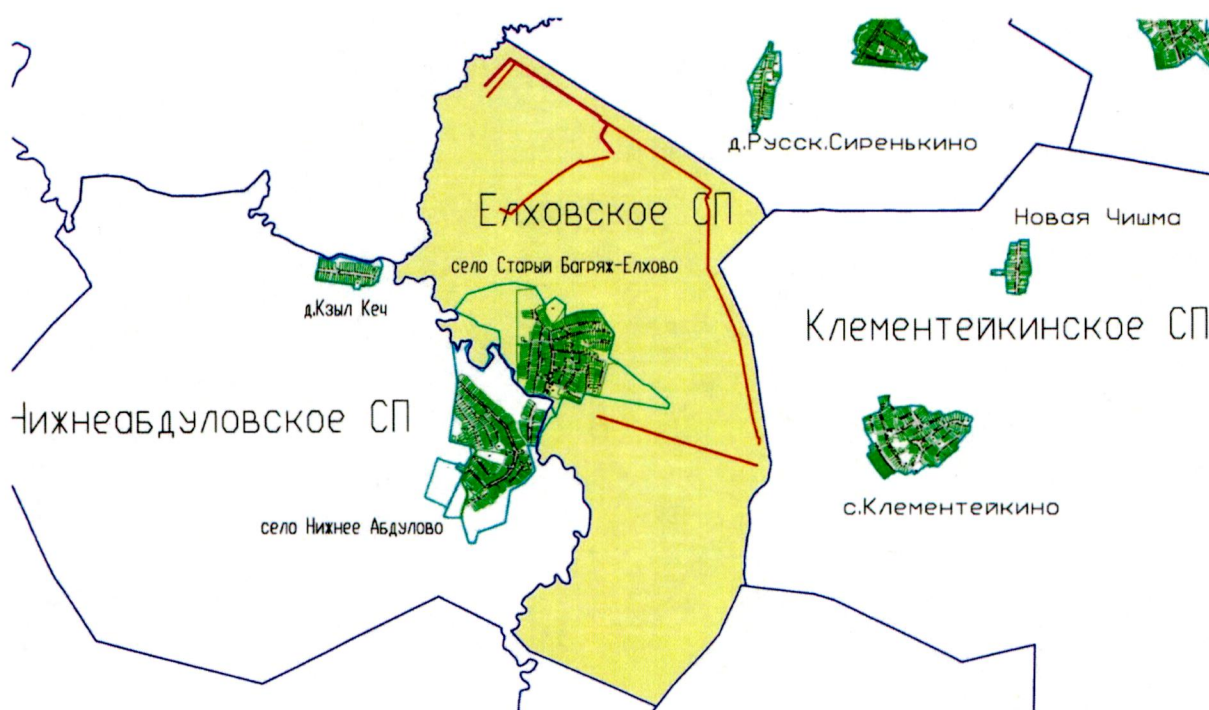 д.Русск.Сиренькино
Елховское СП
Новая Чишма
село Старый Багряж-Елхово
д.Кзыл Кеч
Клементейкинское СП
Нижнеабдуловское СП
с.Клементейкино
село Нижнее Абдулово